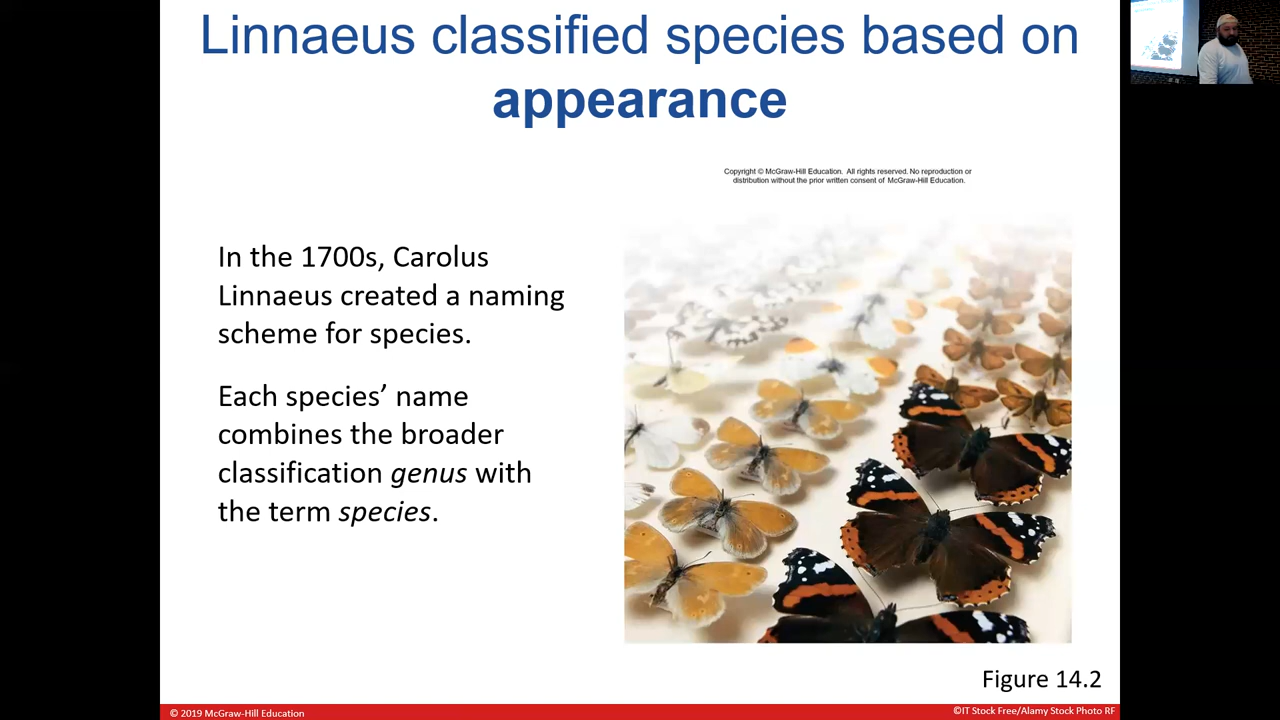 Linnaeus classified species based on
appearance
Copyright © McGraw-Hill Education. All rights reserved. No reproduction or
distribution without the prior written consent of McGraw-Hill Education.
In the 1700s, Carolus
Linnaeus created a naming
scheme for species.
Each species’ name
combines the broader
classification genus with
the term species.
Figure 14.2
© 2019 McGraw-Hill Education
©IT Stock Free/Alamy Stock Photo RF